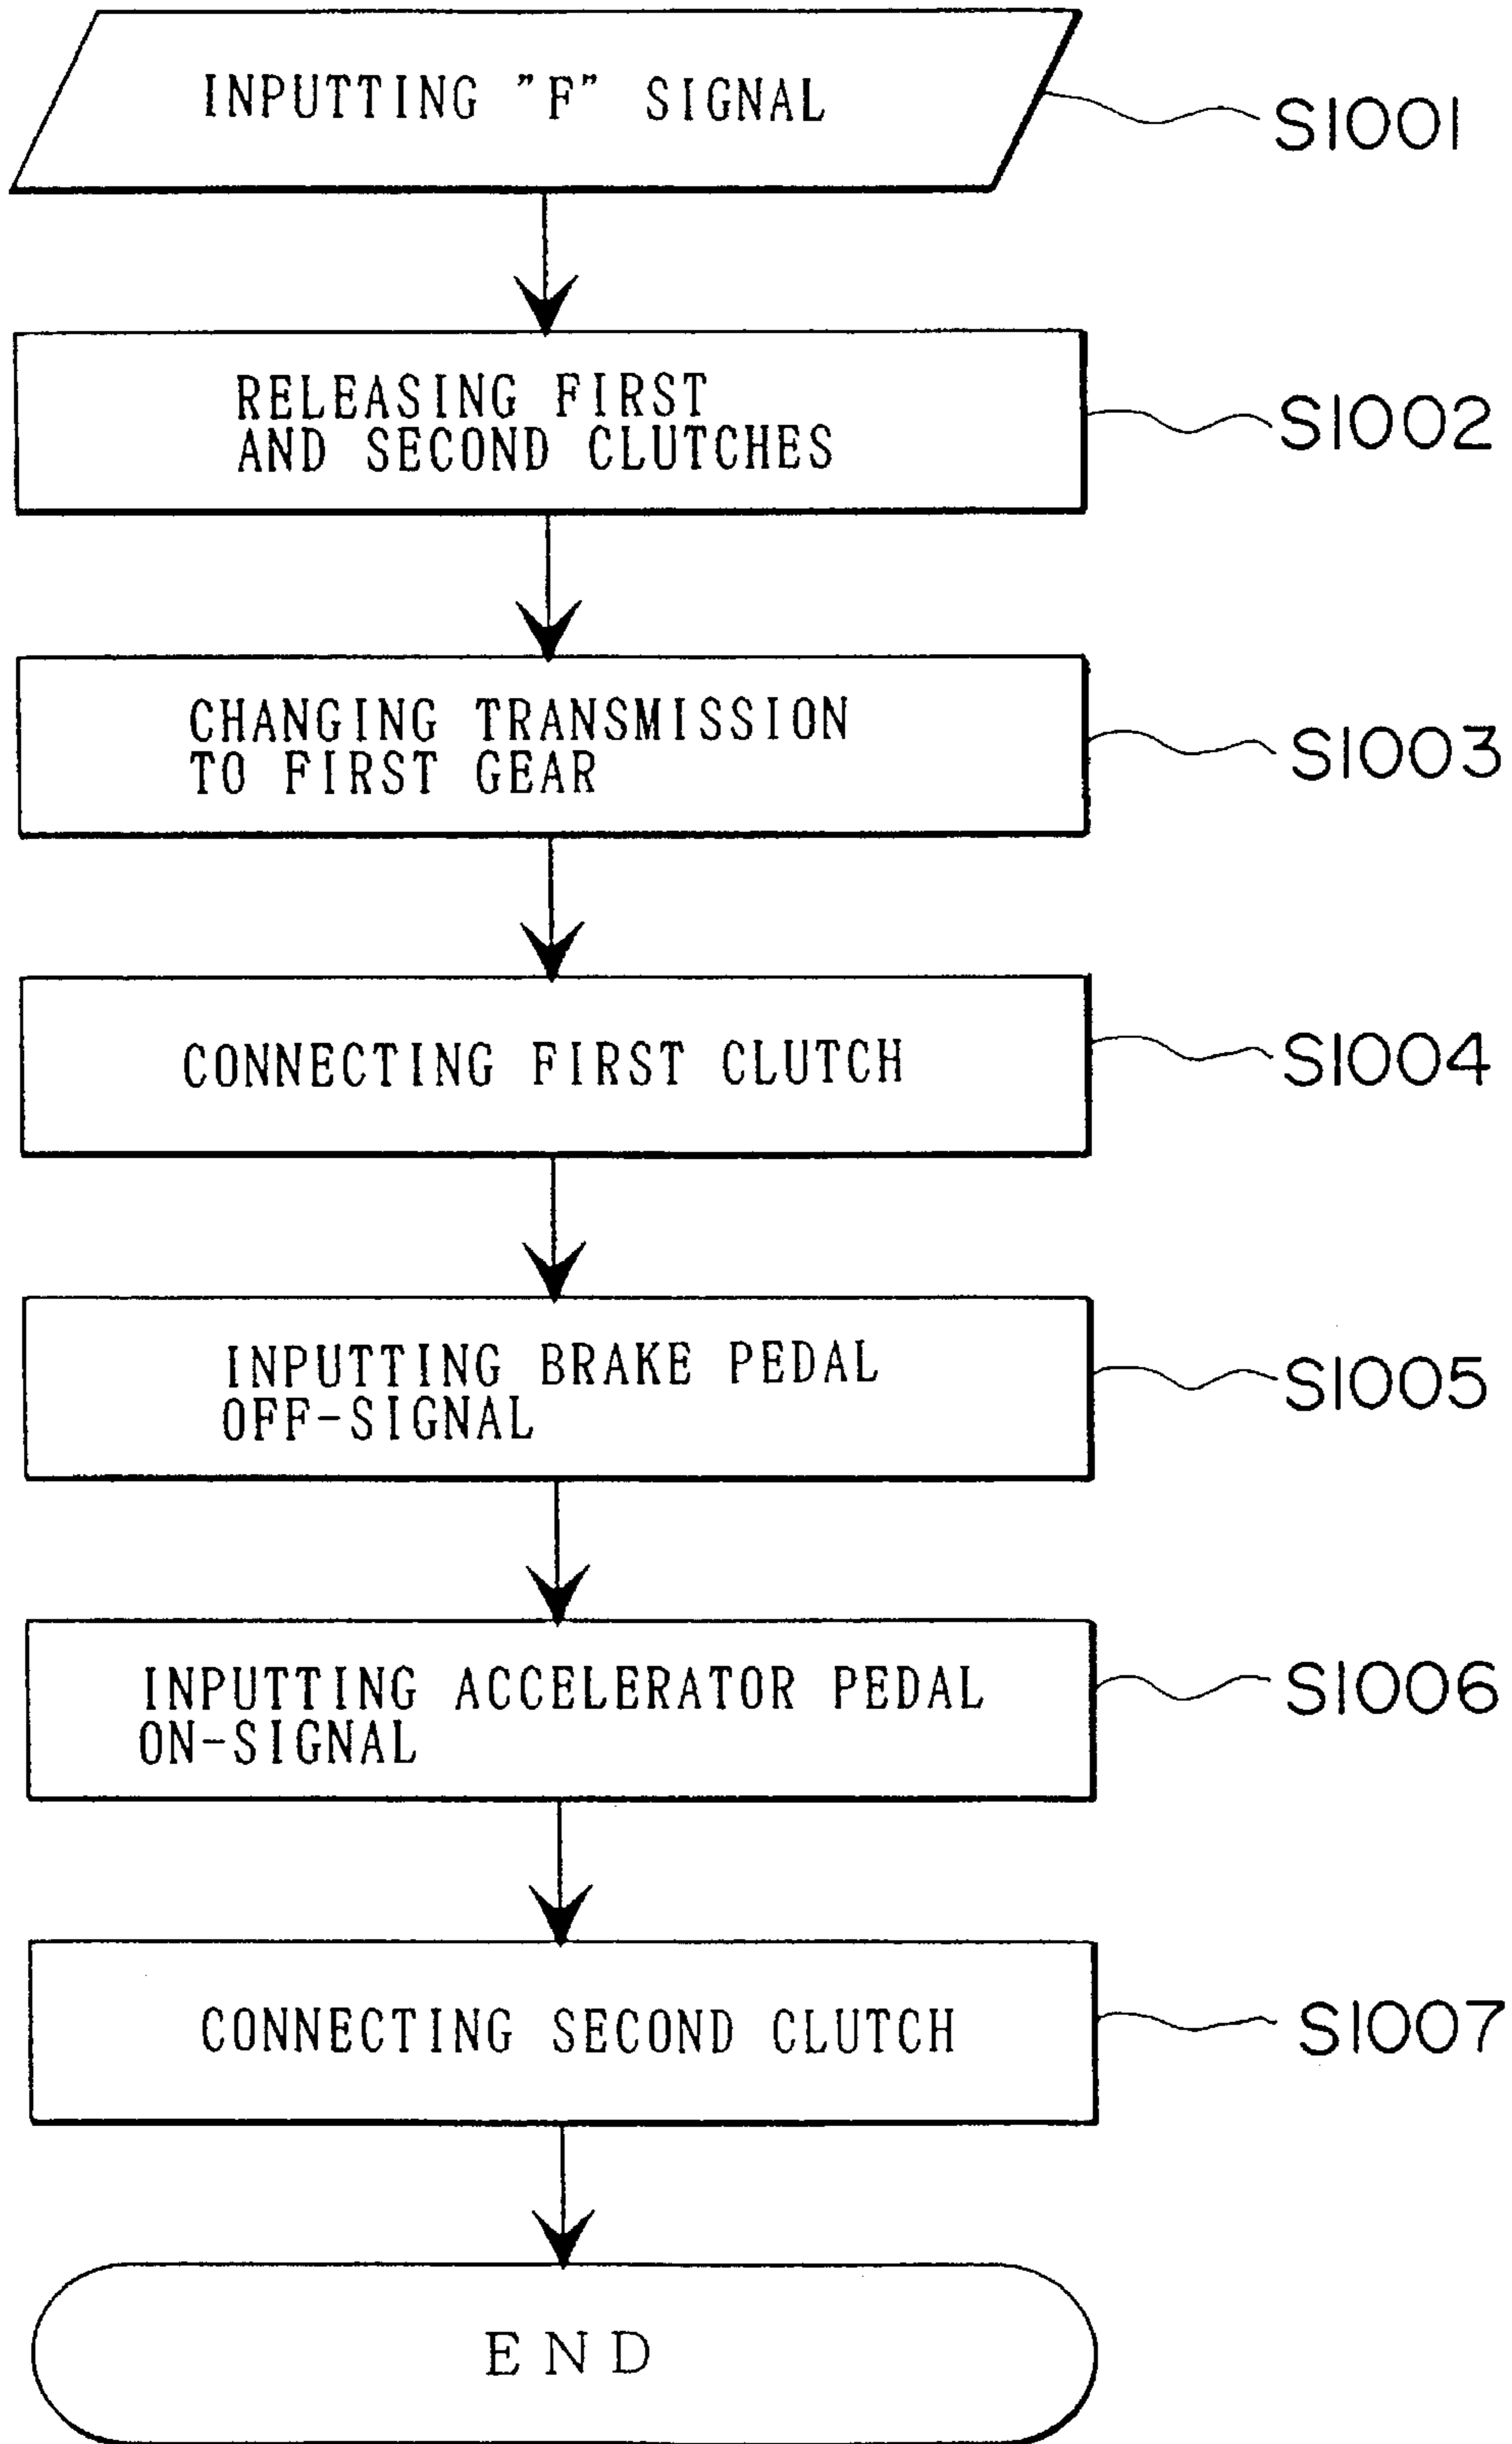 INPUTTING "F" SIGNAL
S1001
RELEASING FIRST
AND SECOND CLUTCHES
S1002
CHANGING TRANSMISSION
TO FIRST GEAR
S1003
CONNECTING FIRST CLUTCH
S1004
INPUTTING BRAKE PEDAL
OFF-SIGNAL
S1005
INPUTTING ACCELERATOR PEDAL
ON-SIGNAL
S1006
CONNECTING SECOND CLUTCH
S1007
END